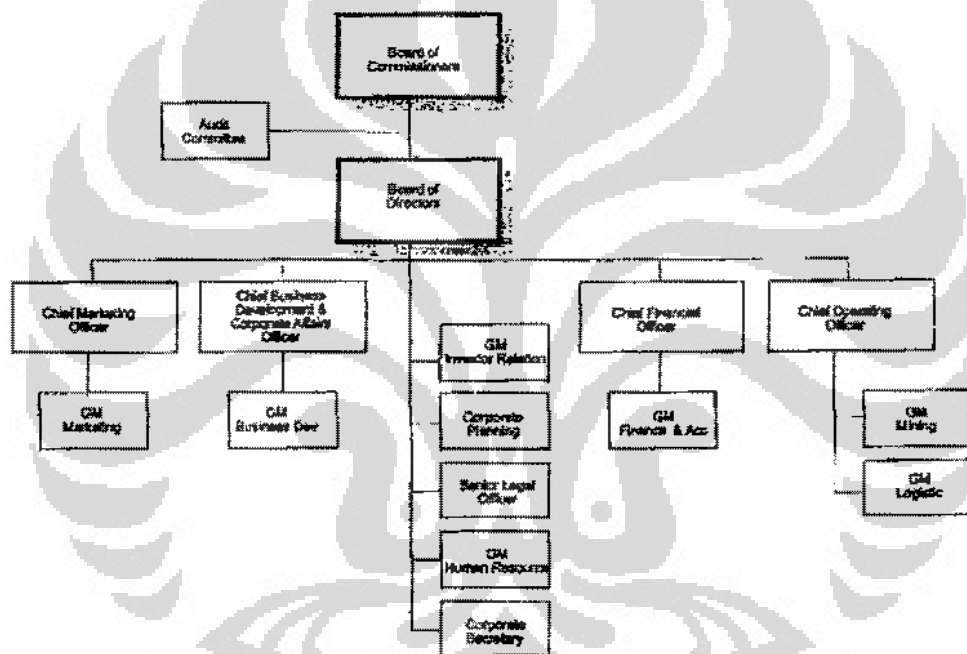 Board of
Commissioners
Audit
Committee
Board of
Directors
Chief Marketing
Officer
Chief Business
Development &
Corporate Affairs
Officer
Chief Financial
Officer
Chief Operating
Officer
GM
Investor Relation
GM
Marketing
GM
Business Dev
Corporate
Planning
GM
Finance & Acc
GM
Mining
Senior Legal
Officer
GM
Logistic
GM
Human Resource
Corporate
Secretary